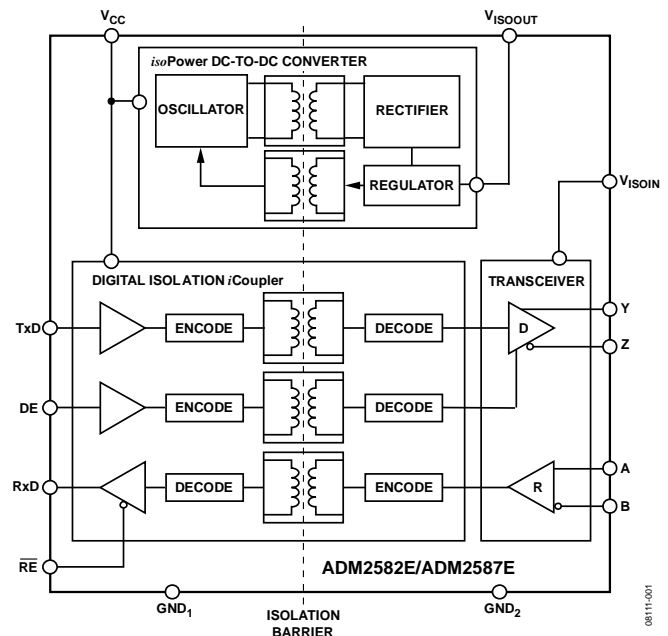 VCC
VISOOUT
isoPower DC-TO-DC CONVERTER
OSCILLATOR
RECTIFIER
REGULATOR
VISOIN
DIGITAL ISOLATION iCoupler
TRANSCEIVER
TxD
ENCODE
DECODE
D
Y
Z
DE
ENCODE
DECODE
RxD
DECODE
ENCODE
R
A
B
RE
ADM2582E/ADM2587E
GND1
ISOLATION
BARRIER
GND2
08111-001